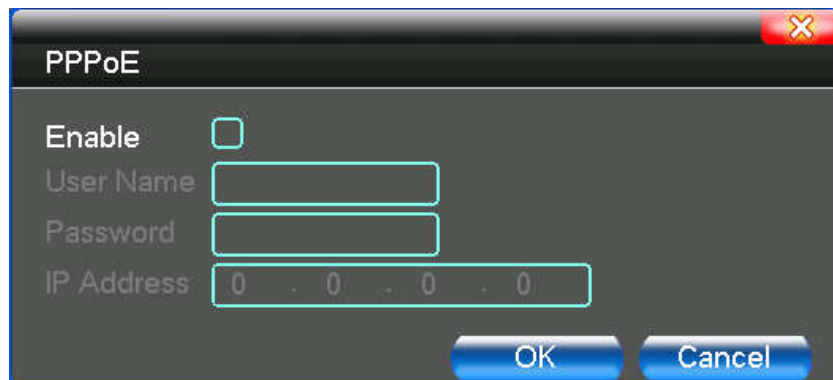 PPPoE
Enable
User Name
Password
IP Address 0 . 0 . 0 . 0
OK Cancel